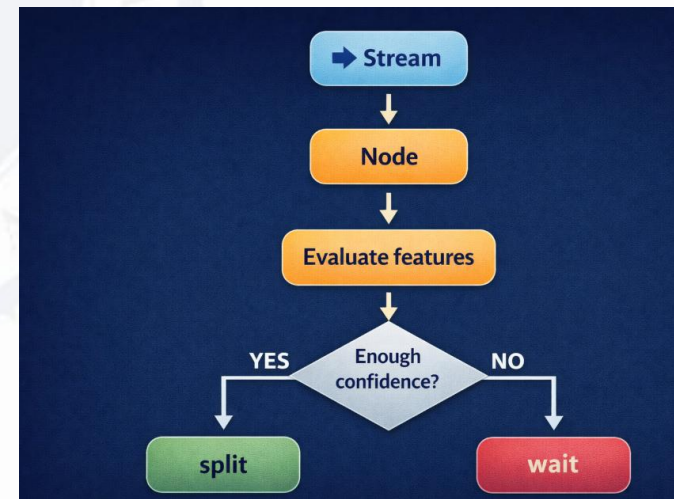 Stream
Node
Evaluate features
Enough
confidence?
YES
NO
split
wait